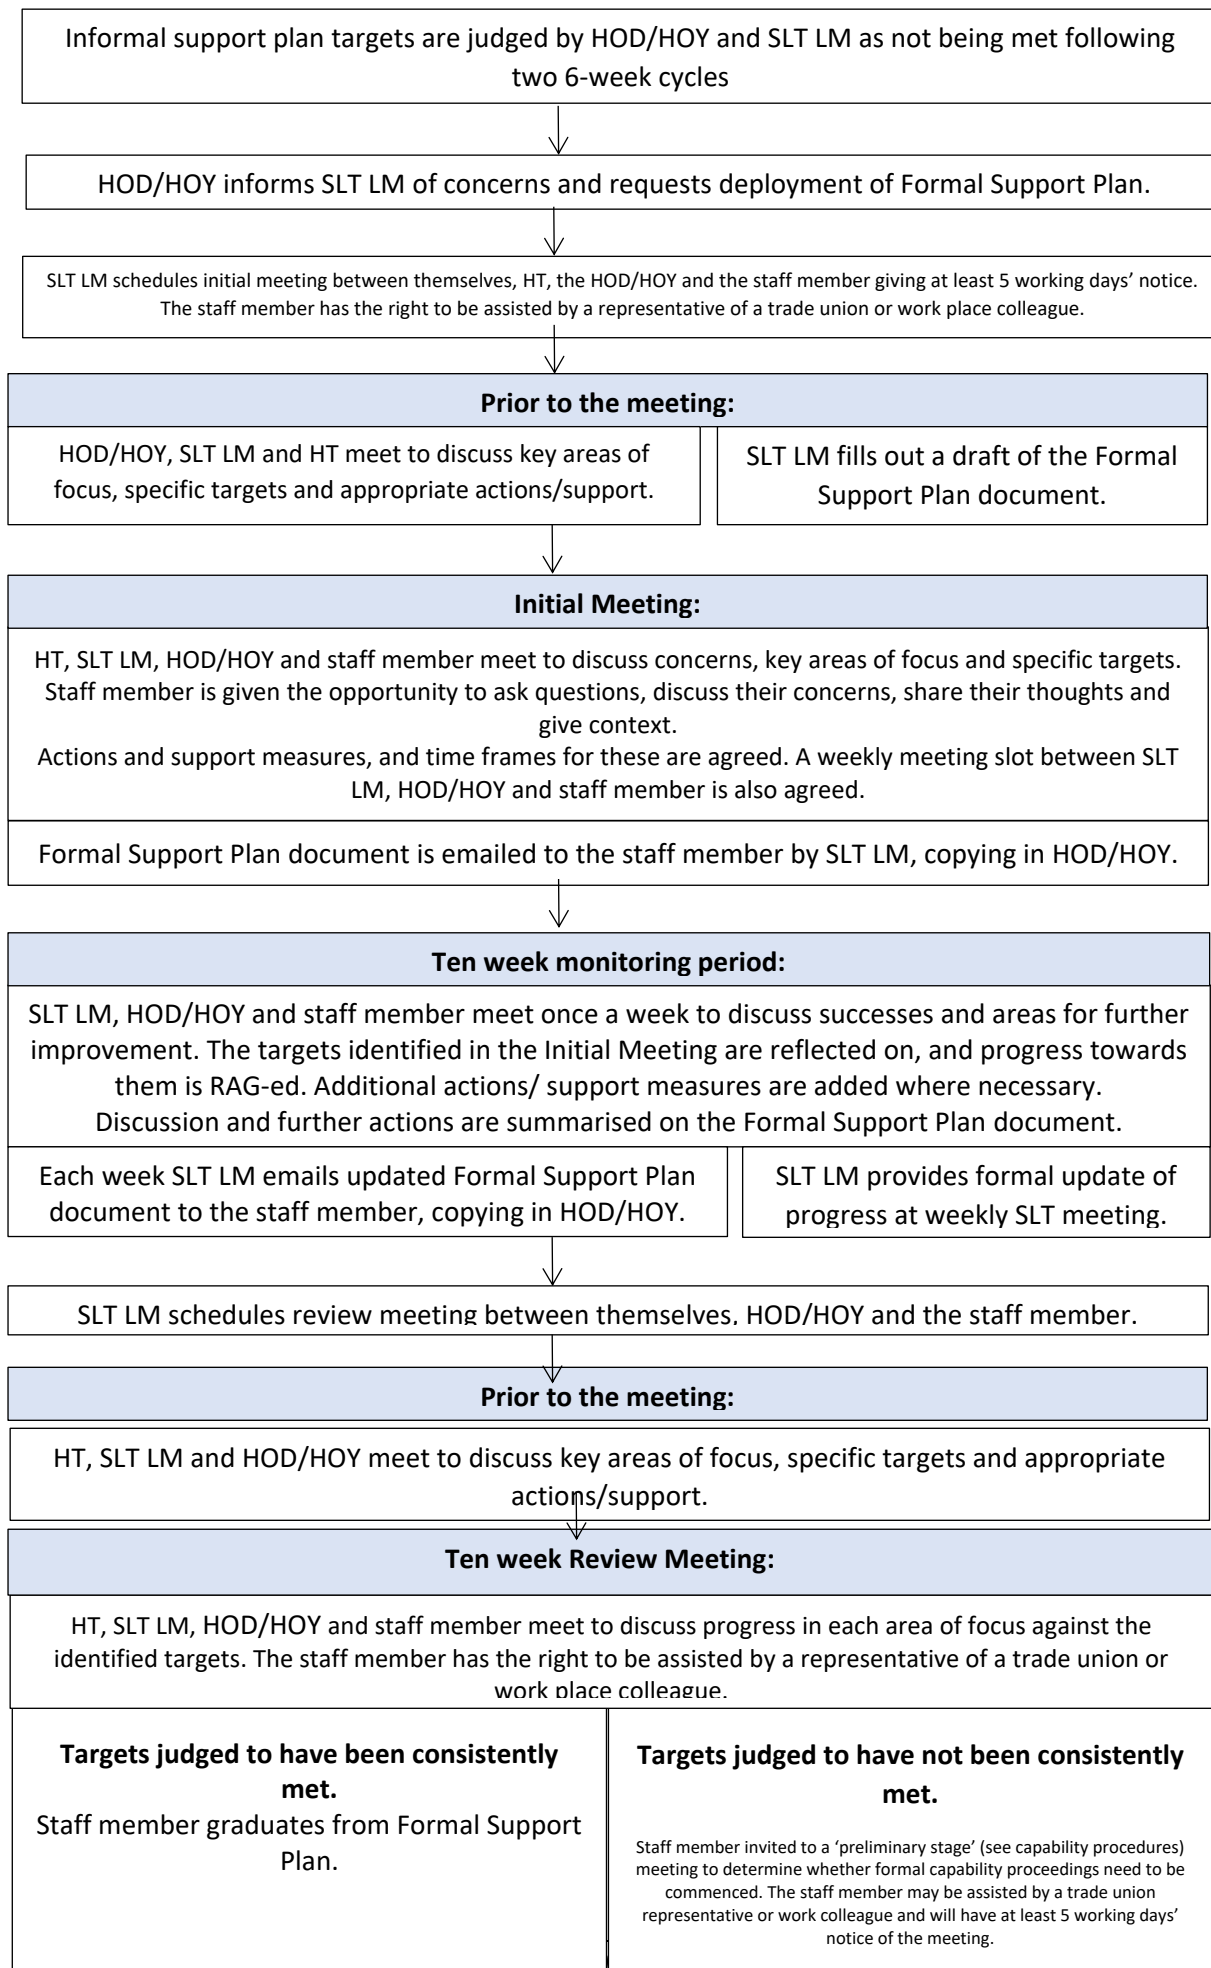 Informal support plan targets are judged by HOD/HOY and SLT LM as not being met following
two 6-week cycles
HOD/HOY informs SLT LM of concerns and requests deployment of Formal Support Plan.
SLT LM schedules initial meeting between themselves, HT, the HOD/HOY and the staff member giving at least 5 working days’ notice.
The staff member has the right to be assisted by a representative of a trade union or work place colleague.
Prior to the meeting:
HOD/HOY, SLT LM and HT meet to discuss key areas of
focus, specific targets and appropriate actions/support.
SLT LM fills out a draft of the Formal
Support Plan document.
Initial Meeting:
HT, SLT LM, HOD/HOY and staff member meet to discuss concerns, key areas of focus and specific targets.
Staff member is given the opportunity to ask questions, discuss their concerns, share their thoughts and
give context.
Actions and support measures, and time frames for these are agreed. A weekly meeting slot between SLT
LM, HOD/HOY and staff member is also agreed.
Formal Support Plan document is emailed to the staff member by SLT LM, copying in HOD/HOY.
Ten week monitoring period:
SLT LM, HOD/HOY and staff member meet once a week to discuss successes and areas for further
improvement. The targets identified in the Initial Meeting are reflected on, and progress towards
them is RAG-ed. Additional actions/ support measures are added where necessary.
Discussion and further actions are summarised on the Formal Support Plan document.
Each week SLT LM emails updated Formal Support Plan
document to the staff member, copying in HOD/HOY.
SLT LM provides formal update of
progress at weekly SLT meeting.
SLT LM schedules review meeting between themselves, HOD/HOY and the staff member.
Prior to the meeting:
HT, SLT LM and HOD/HOY meet to discuss key areas of focus, specific targets and appropriate
actions/support.
Ten week Review Meeting:
HT, SLT LM, HOD/HOY and staff member meet to discuss progress in each area of focus against the
identified targets. The staff member has the right to be assisted by a representative of a trade union or
work place colleague.
Targets judged to have been consistently
met.
Staff member graduates from Formal Support
Plan.
Targets judged to have not been consistently
met.
Staff member invited to a ‘preliminary stage’ (see capability procedures)
meeting to determine whether formal capability proceedings need to be
commenced. The staff member may be assisted by a trade union
representative or work colleague and will have at least 5 working days’
notice of the meeting.